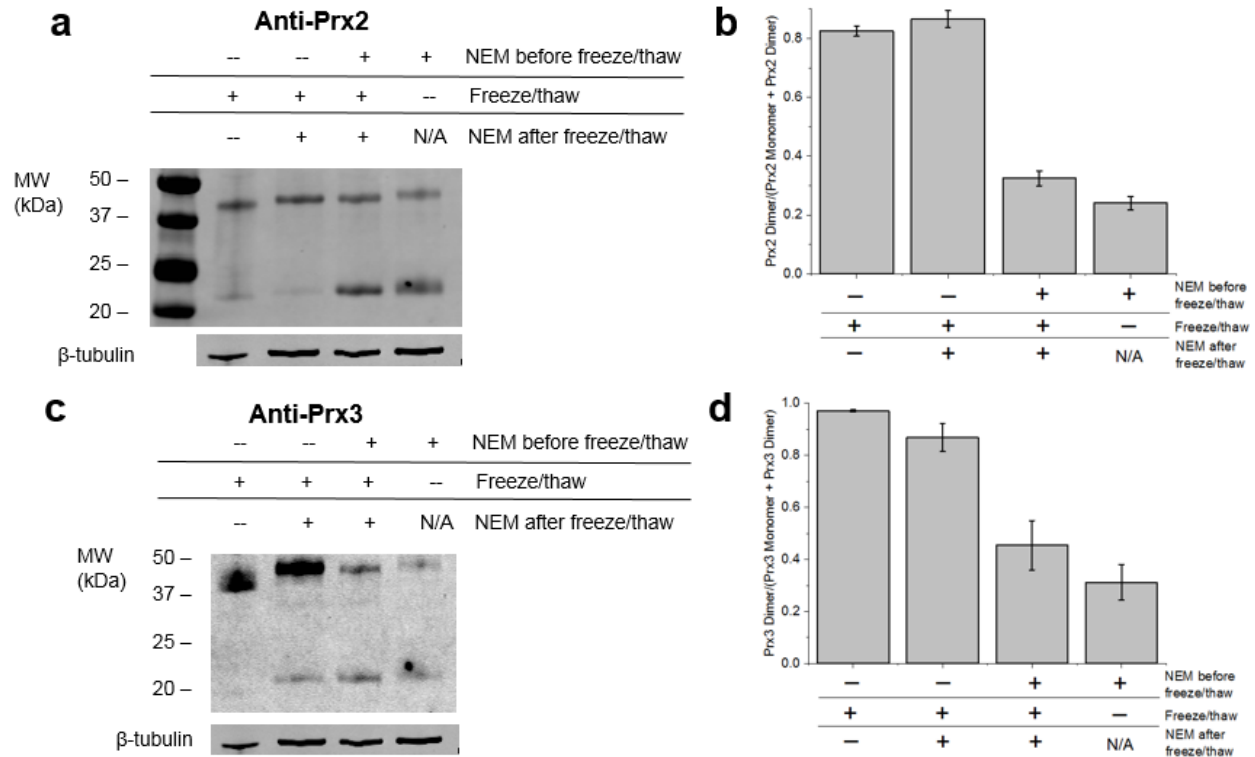 a
Anti-Prx2
-- -- + + NEM before freeze/thaw
+ + + -- Freeze/thaw
-- + + N/A NEM after freeze/thaw
MW
(kDa)
50 –
37 –
25 –
20 –
β-tubulin
b
Prx2 Dimer/(Prx2 Monomer + Prx2 Dimer)
0.8
0.6
0.4
0.2
0.0
– – + + NEM before
freeze/thaw
+ + + – Freeze/thaw
– + + N/A NEM after
freeze/thaw
c
Anti-Prx3
-- -- + + NEM before freeze/thaw
+ + + -- Freeze/thaw
-- + + N/A NEM after freeze/thaw
MW
(kDa)
50 –
37 –
25 –
20 –
β-tubulin
d
Prx3 Dimer/(Prx3 Monomer + Prx3 Dimer)
1.0
0.8
0.6
0.4
0.2
0.0
– – + + NEM before
freeze/thaw
+ + + – Freeze/thaw
– + + N/A NEM after
freeze/thaw